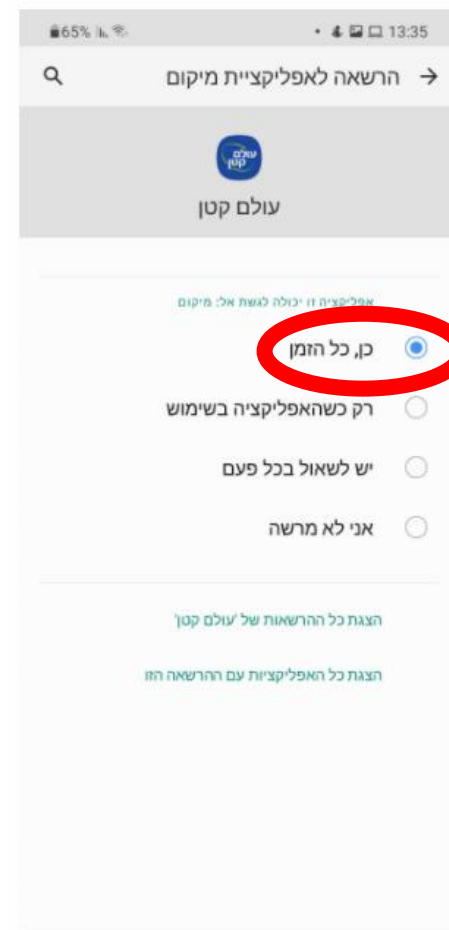 65% 13:35
הרשאה לאפליקציית מיקום
עולם קטן
עולם קטן
אפליקציה זו יכולה לגשת אל: מיקום
כן, כל הזמן
רק כשהאפליקציה בשימוש
יש לשאול בכל פעם
אני לא מרשה
הצגת כל ההרשאות של 'עולם קטן'
הצגת כל האפליקציות עם ההרשאה הזו